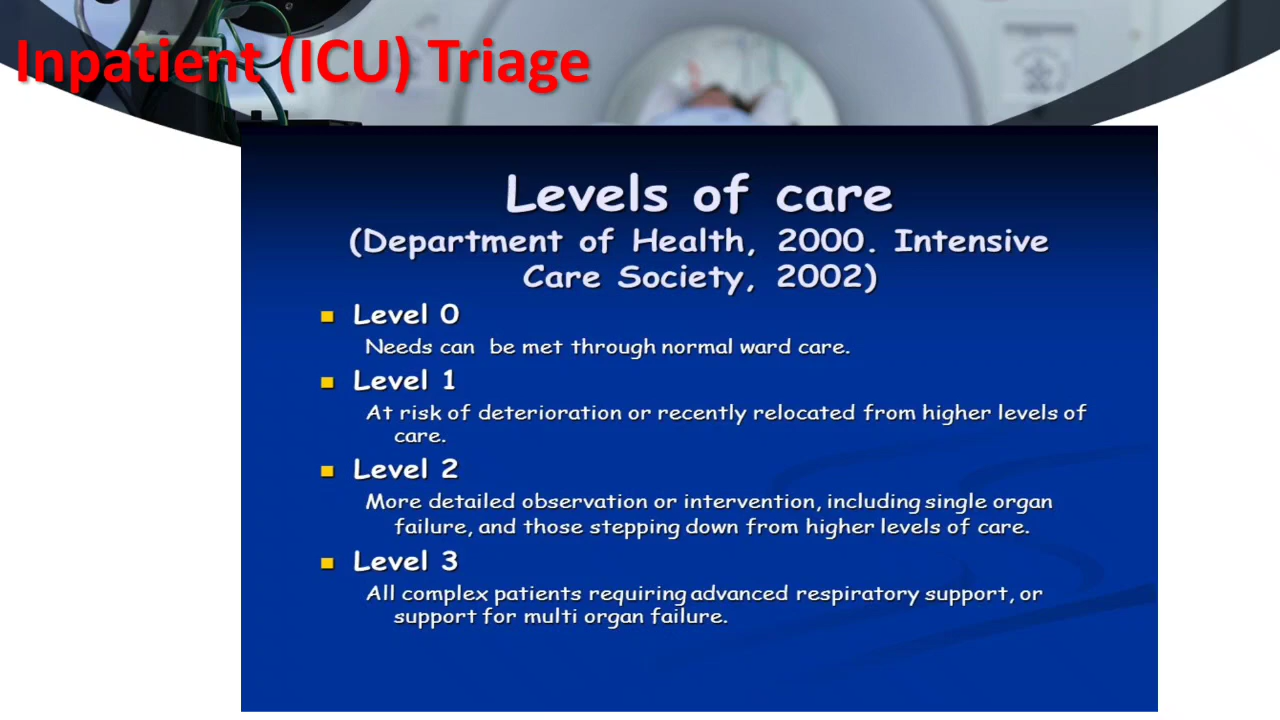 Inpatient (ICU) Triage
Levels of care
(Department of Health, 2000. Intensive
Care Society, 2002)
Level 0
Needs can be met through normal ward care.
Level 1
At risk of deterioration or recently relocated from higher levels of
care.
Level 2
More detailed observation or intervention, including single organ
failure, and those stepping down from higher levels of care.
Level 3
All complex patients requiring advanced respiratory support, or
support for multi organ failure.